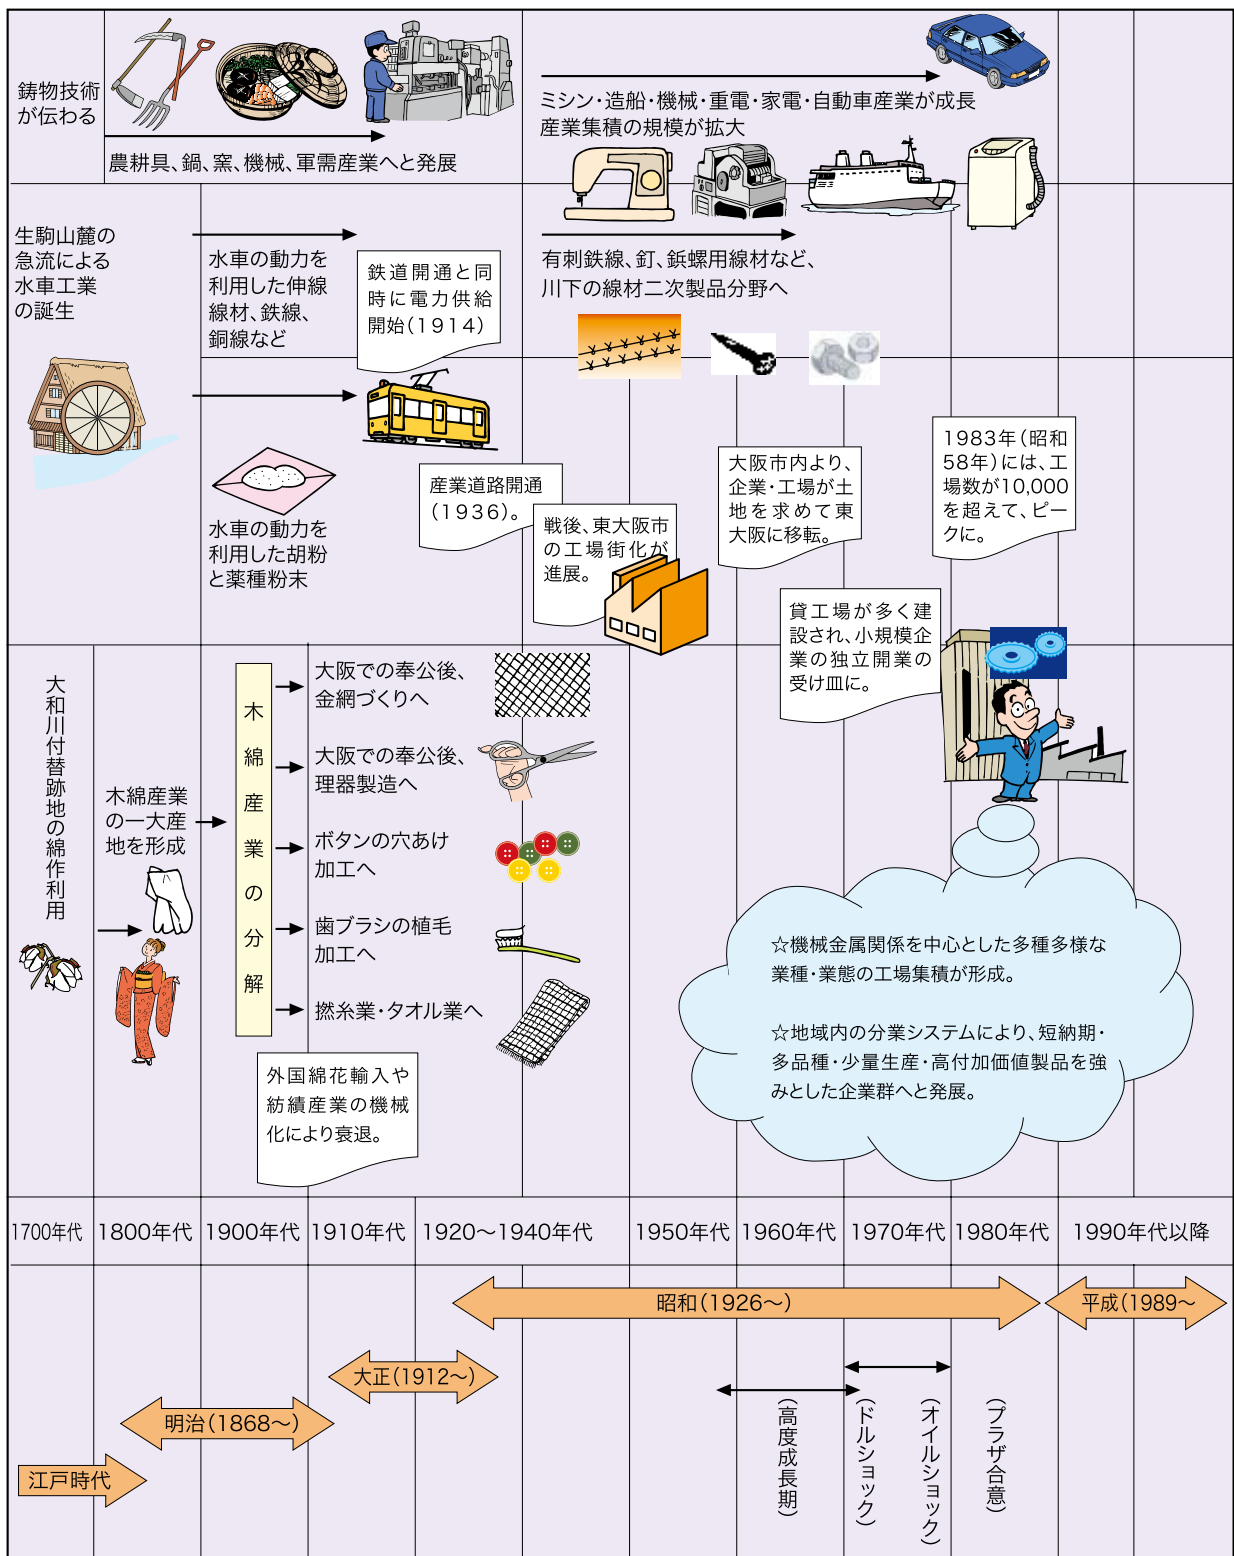 鋳物技術
が伝わる
農耕具、鍋、窯、機械、軍需産業へと発展
ミシン・造船・機械・重電・家電・自動車産業が成長
産業集積の規模が拡大
生駒山麓の
急流による
水車工業
の誕生
水車の動力を
利用した伸線
線材、鉄線、
銅線など
鉄道開通と同
時に電力供給
開始(1914)
有刺鉄線、釘、鋲螺用線材など、
川下の線材二次製品分野へ
水車の動力を
利用した胡粉
と薬種粉末
産業道路開通
(1936)。
戦後、東大阪市
の工場街化が
進展。
大阪市内より、
企業・工場が土
地を求めて東
大阪に移転。
1983年(昭和
58年)には、工
場数が10,000
を超えて、ピー
クに。
貸工場が多く建
設され、小規模企
業の独立開業の
受け皿に。
大和川付替跡地の綿作利用
木綿産業
の一大産
地を形成
木綿産業の分解
大阪での奉公後、
金網づくりへ
大阪での奉公後、
理器製造へ
ボタンの穴あけ
加工へ
歯ブラシの植毛
加工へ
撚糸業・タオル業へ
外国綿花輸入や
紡績産業の機械
化により衰退。
☆機械金属関係を中心とした多種多様な
業種・業態の工場集積が形成。
☆地域内の分業システムにより、短納期・
多品種・少量生産・高付加価値製品を強
みとした企業群へと発展。
1700年代
1800年代
1900年代
1910年代
1920〜1940年代
1950年代
1960年代
1970年代
1980年代
1990年代以降
昭和(1926〜)
平成(1989〜
大正(1912〜)
明治(1868〜)
江戸時代
(高度成長期)
(ドルショック)
(オイルショック)
(プラザ合意)